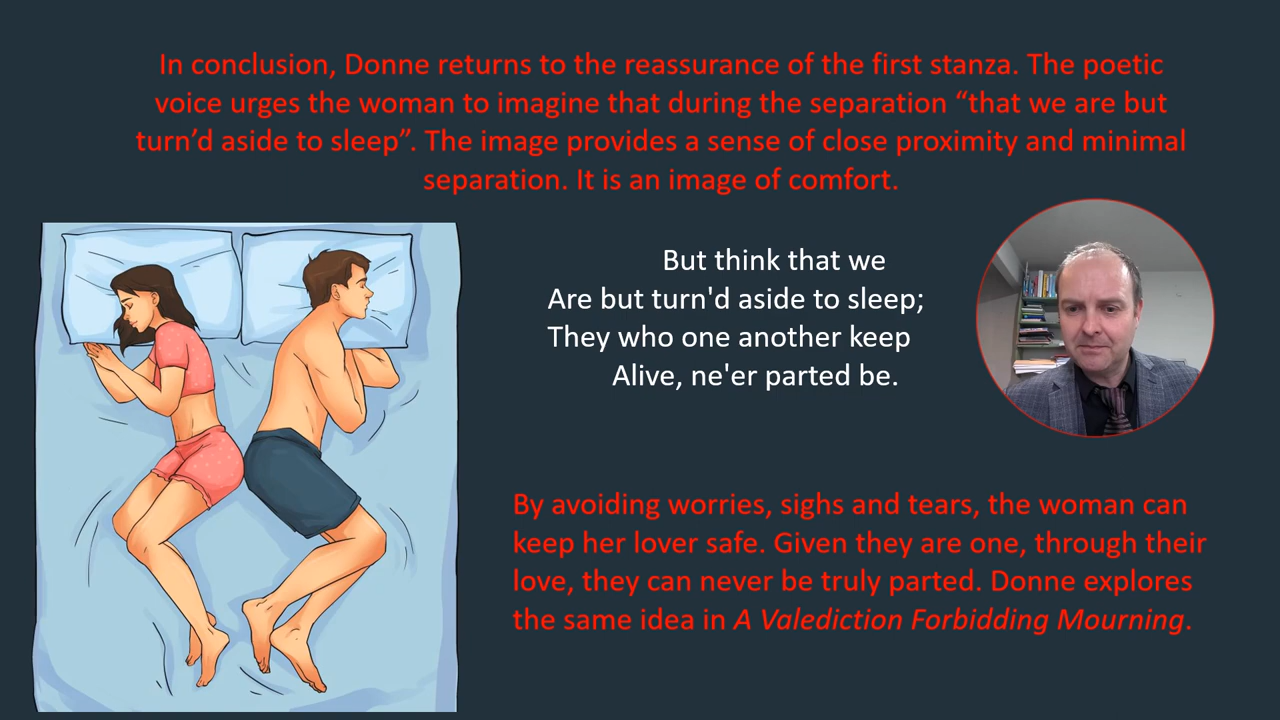 In conclusion, Donne returns to the reassurance of the first stanza. The poetic
voice urges the woman to imagine that during the separation “that we are but
turn’d aside to sleep”. The image provides a sense of close proximity and minimal
separation. It is an image of comfort.
But think that we
Are but turn'd aside to sleep;
They who one another keep
Alive, ne'er parted be.
By avoiding worries, sighs and tears, the woman can
keep her lover safe. Given they are one, through their
love, they can never be truly parted. Donne explores
the same idea in A Valediction Forbidding Mourning.